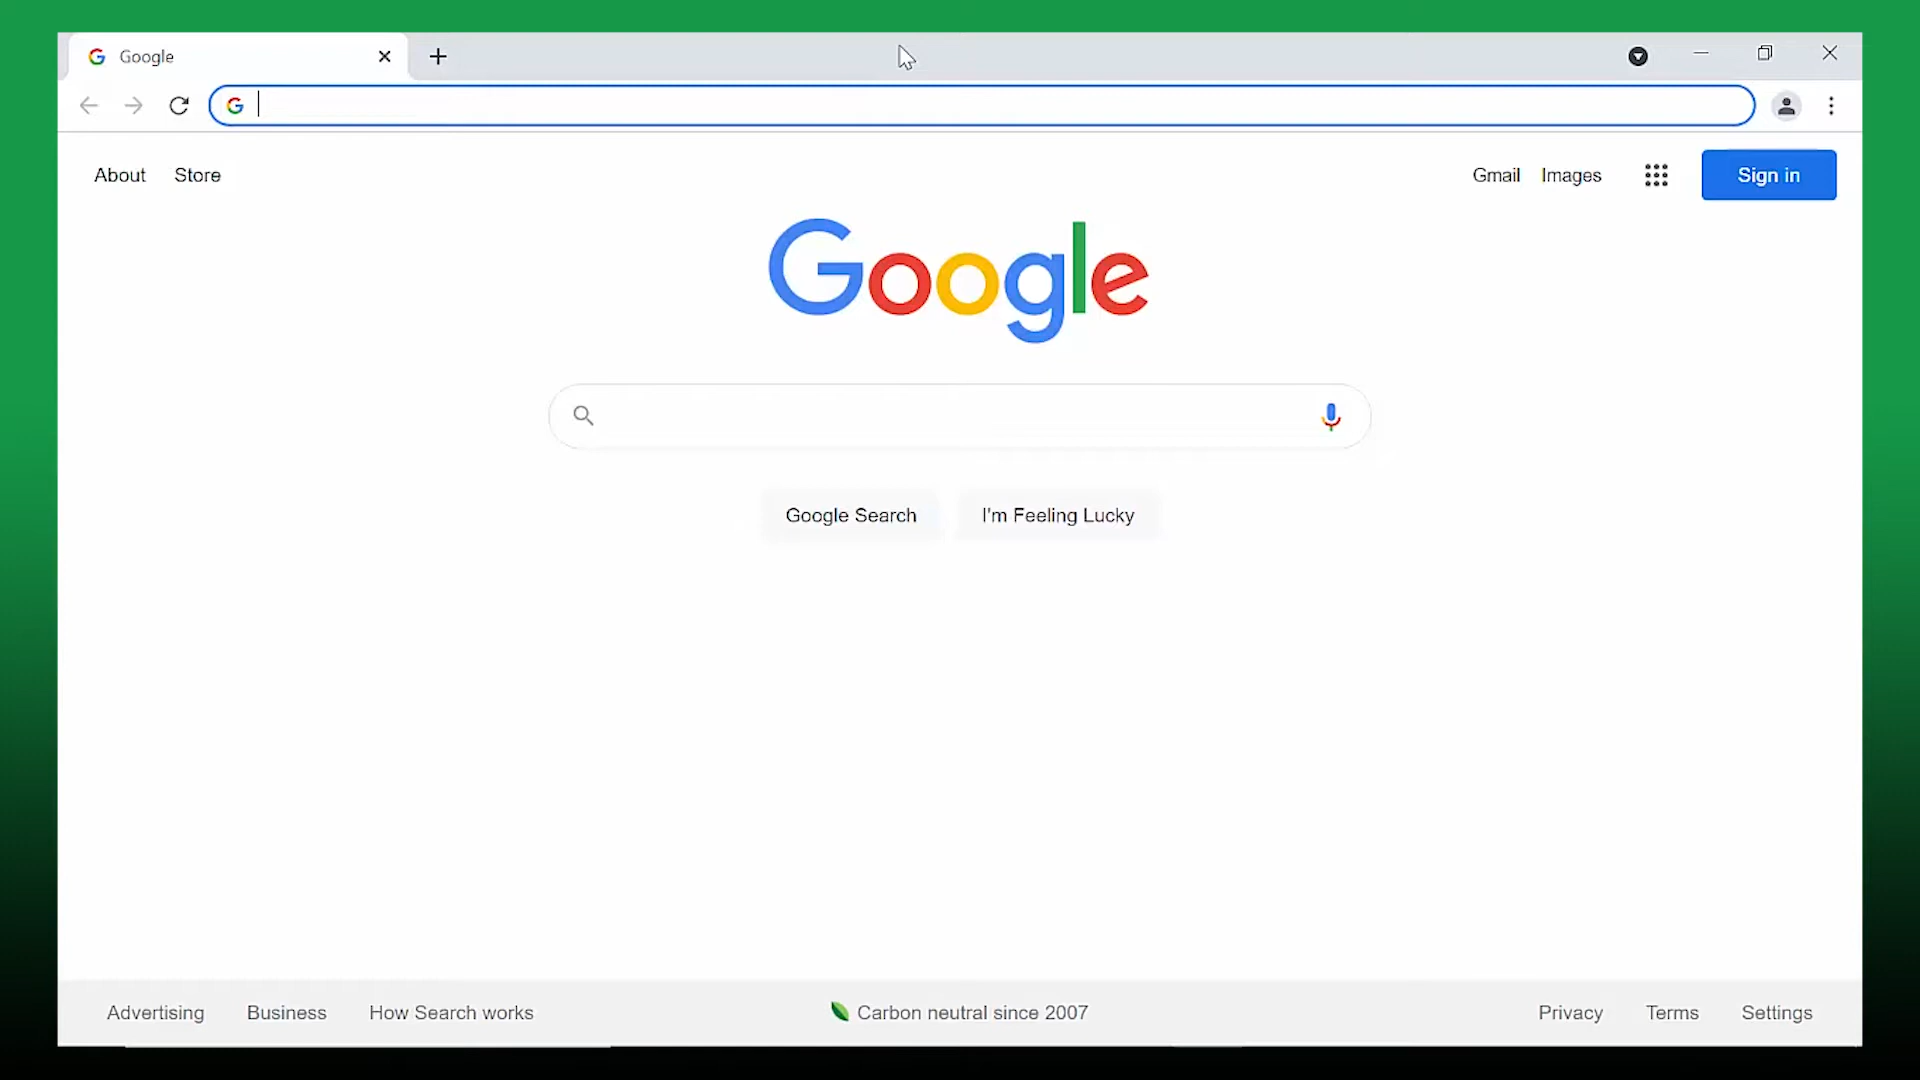 Google
About Store Gmail Images Sign in
Google
Google Search I'm Feeling Lucky
Advertising Business How Search works Carbon neutral since 2007 Privacy Terms Settings